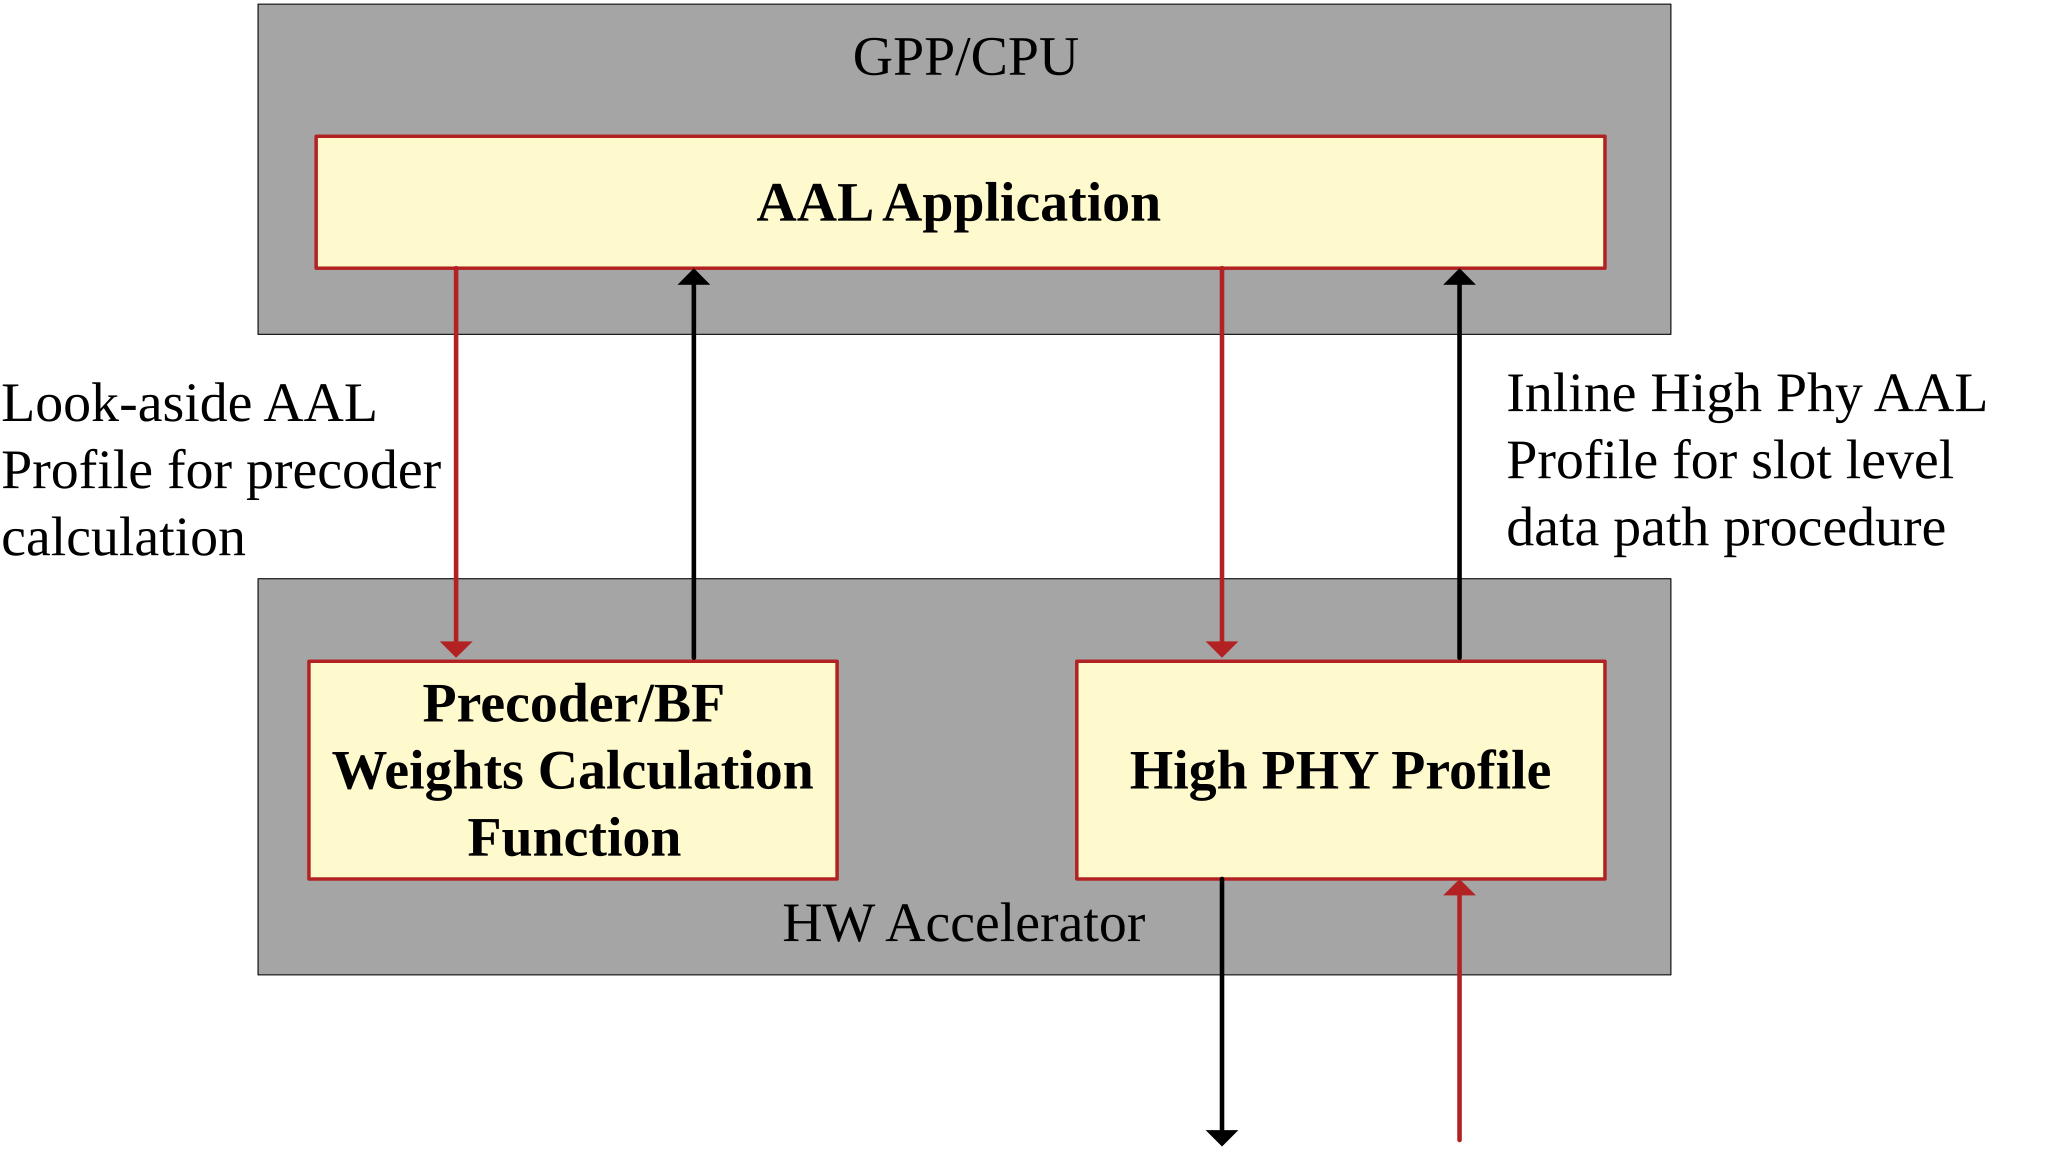 GPP/CPU
AAL Application
Look-aside AAL
Profile for precoder
calculation
Inline High Phy AAL
Profile for slot level
data path procedure
Precoder/BF
Weights Calculation
Function
High PHY Profile
HW Accelerator